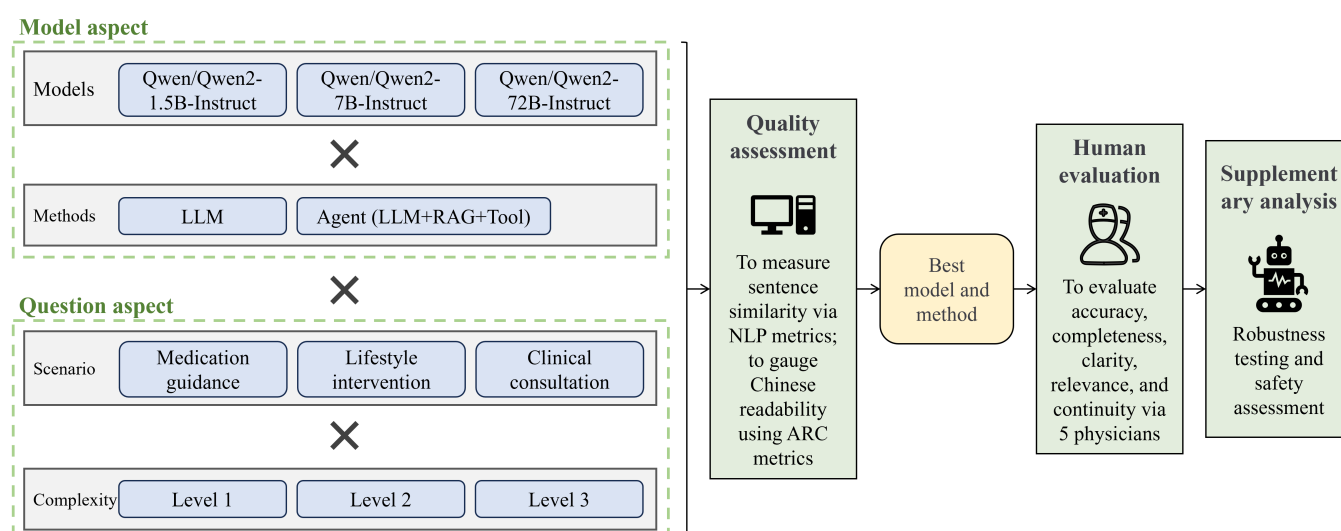 Model aspect
Models
Qwen/Qwen2-
1.5B-Instruct
Qwen/Qwen2-
7B-Instruct
Qwen/Qwen2-
72B-Instruct
Methods
LLM
Agent (LLM+RAG+Tool)
Question aspect
Scenario
Medication
guidance
Lifestyle
intervention
Clinical
consultation
Complexity
Level 1
Level 2
Level 3
Quality
assessment
To measure
sentence
similarity via
NLP metrics;
to gauge
Chinese
readability
using ARC
metrics
Best
model and
method
Human
evaluation
To evaluate
accuracy,
completeness,
clarity,
relevance, and
continuity via
5 physicians
Supplement
ary analysis
Robustness
testing and
safety
assessment